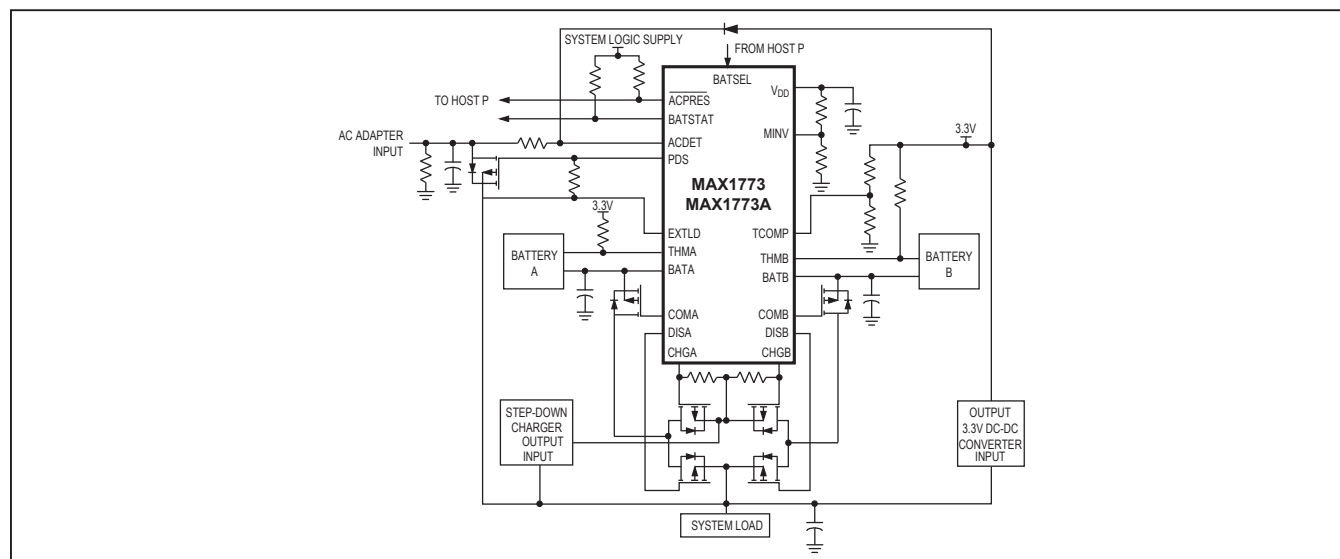 SYSTEM LOGIC SUPPLY
FROM HOST P
BATSEL
VDD
TO HOST P
ACPRES
BATSTAT
MINV
3.3V
AC ADAPTER
INPUT
ACDET
PDS
MAX1773
MAX1773A
3.3V
EXTLD
TCOMP
BATTERY
A
THMA
THMB
BATTERY
B
BATA
BATB
COMA
COMB
DISA
DISB
CHGA
CHGB
STEP-DOWN
CHARGER
OUTPUT
INPUT
OUTPUT
3.3V DC-DC
CONVERTER
INPUT
SYSTEM LOAD